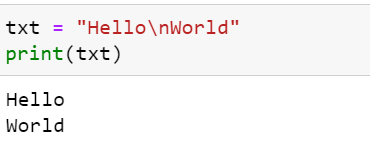 txt = "Hello\nWorld"
print(txt)
Hello
World